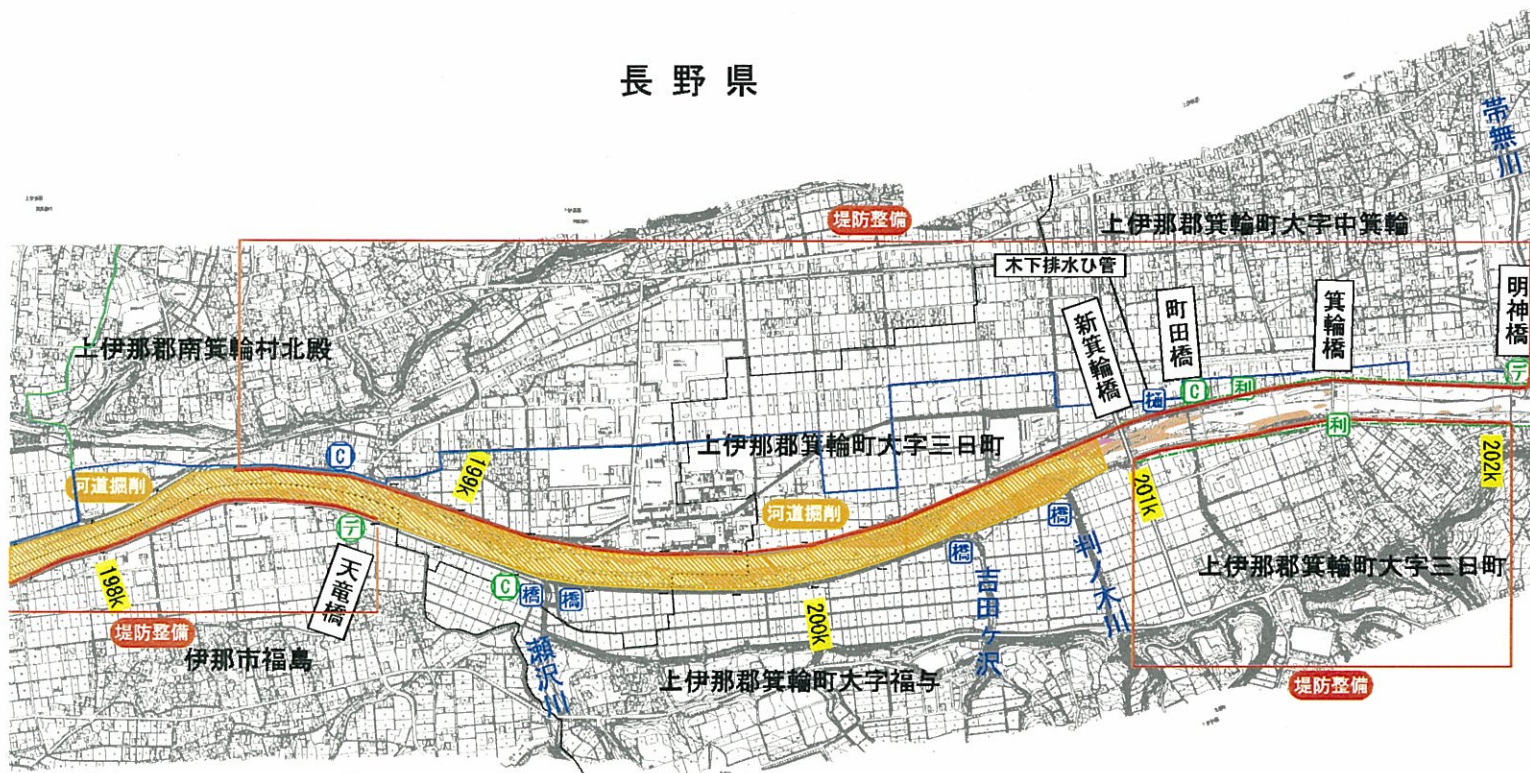 長野県
帯無川
堤防整備
上伊那郡箕輪町大字中箕輪
木下排水ひ管
新箕輪橋
町田橋
箕輪橋
明神橋
上伊那郡南箕輪村北殿
デ
C
利
樋
利
C
上伊那郡箕輪町大字三日町
199k
202k
201k
河道掘削
河道掘削
橋
橋
デ
天竜橋
198k
C
橋
橋
200k
吉田ケ沢
判ノ木川
上伊那郡箕輪町大字三日町
堤防整備
伊那市福島
瀬沢川
上伊那郡箕輪町大字福与
堤防整備